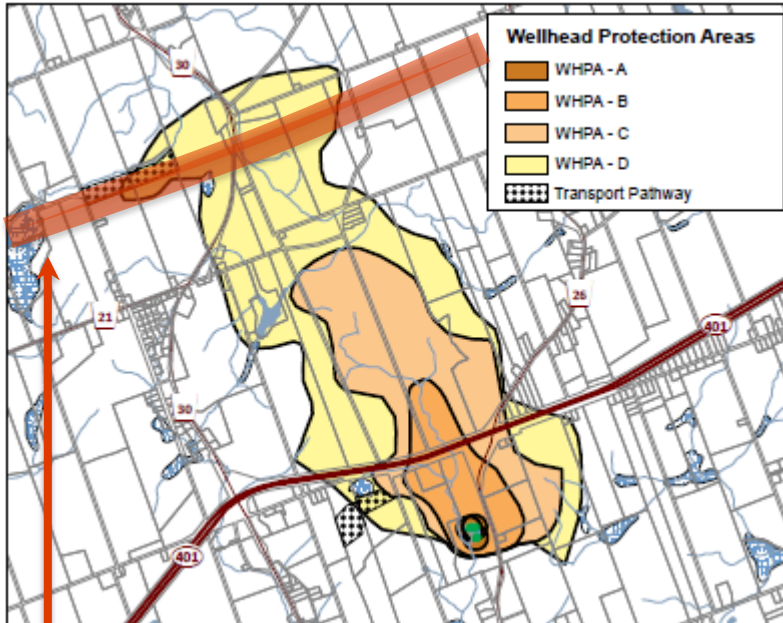 Wellhead Protection Areas
WHPA - A
WHPA - B
WHPA - C
WHPA - D
Transport Pathway
30
21
26
401
30
401